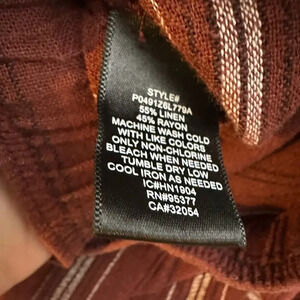 STYLE#
P0491Z6L779A
55% LINEN
45% RAYON
MACHINE WASH COLD
WITH LIKE COLORS
ONLY NON-CHLORINE
BLEACH WHEN NEEDED
TUMBLE DRY LOW
COOL IRON AS NEEDED
IC#HN1904
RN#95377
CA#32054